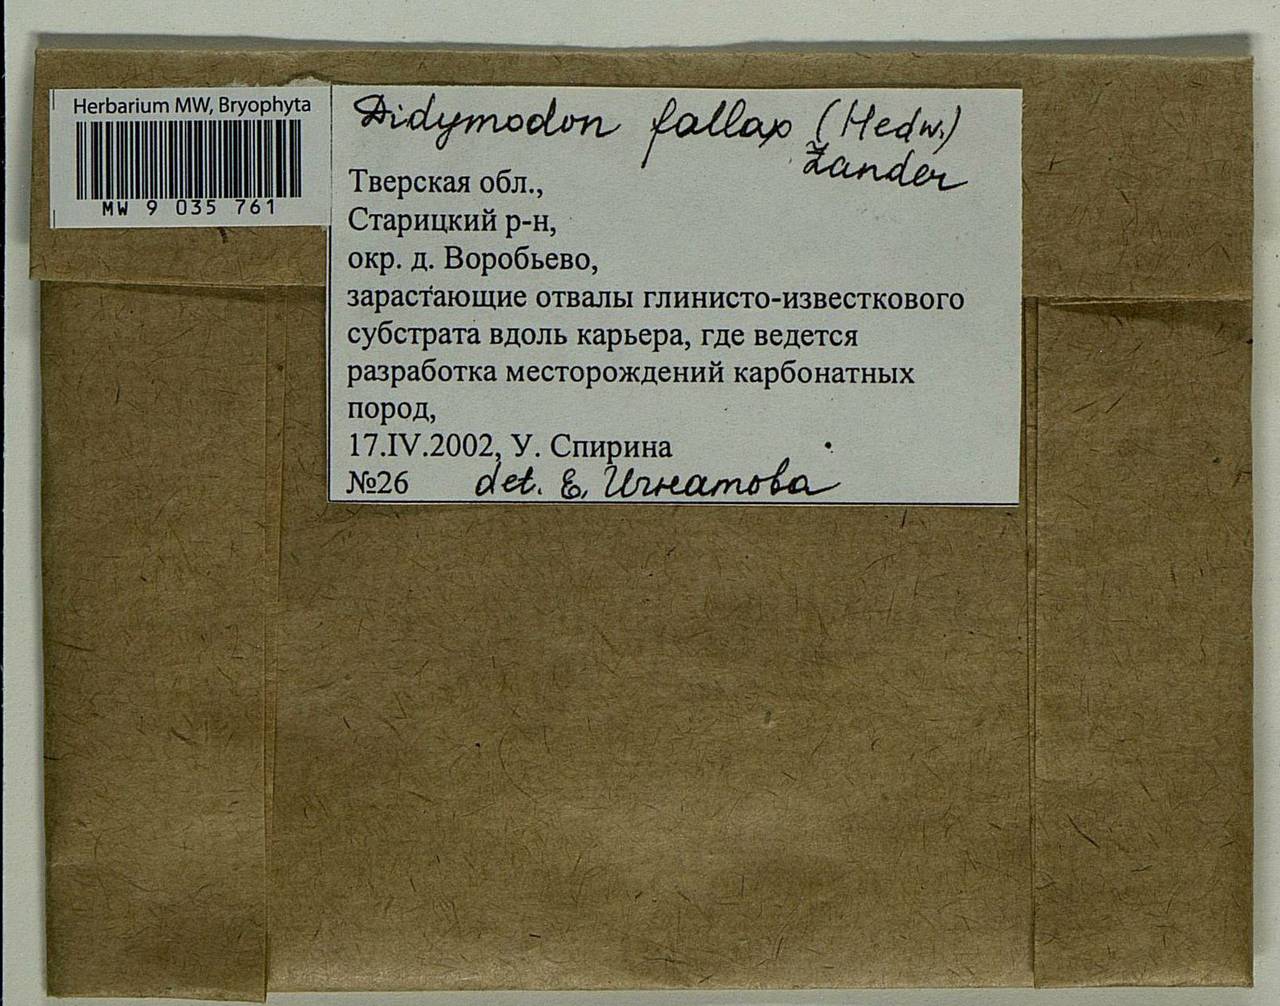 Herbarium MW, Bryophyta
MW 9 035 761
Didymodon fallax (Hedw.)
Zander
Тверская обл.,
Старицкий р-н,
окр. д. Воробьево,
зарастающие отвалы глинисто-известкового
субстрата вдоль карьера, где ведется
разработка месторождений карбонатных
пород,
17.IV.2002, У. Спирина
№26 det. Е. Игнатова